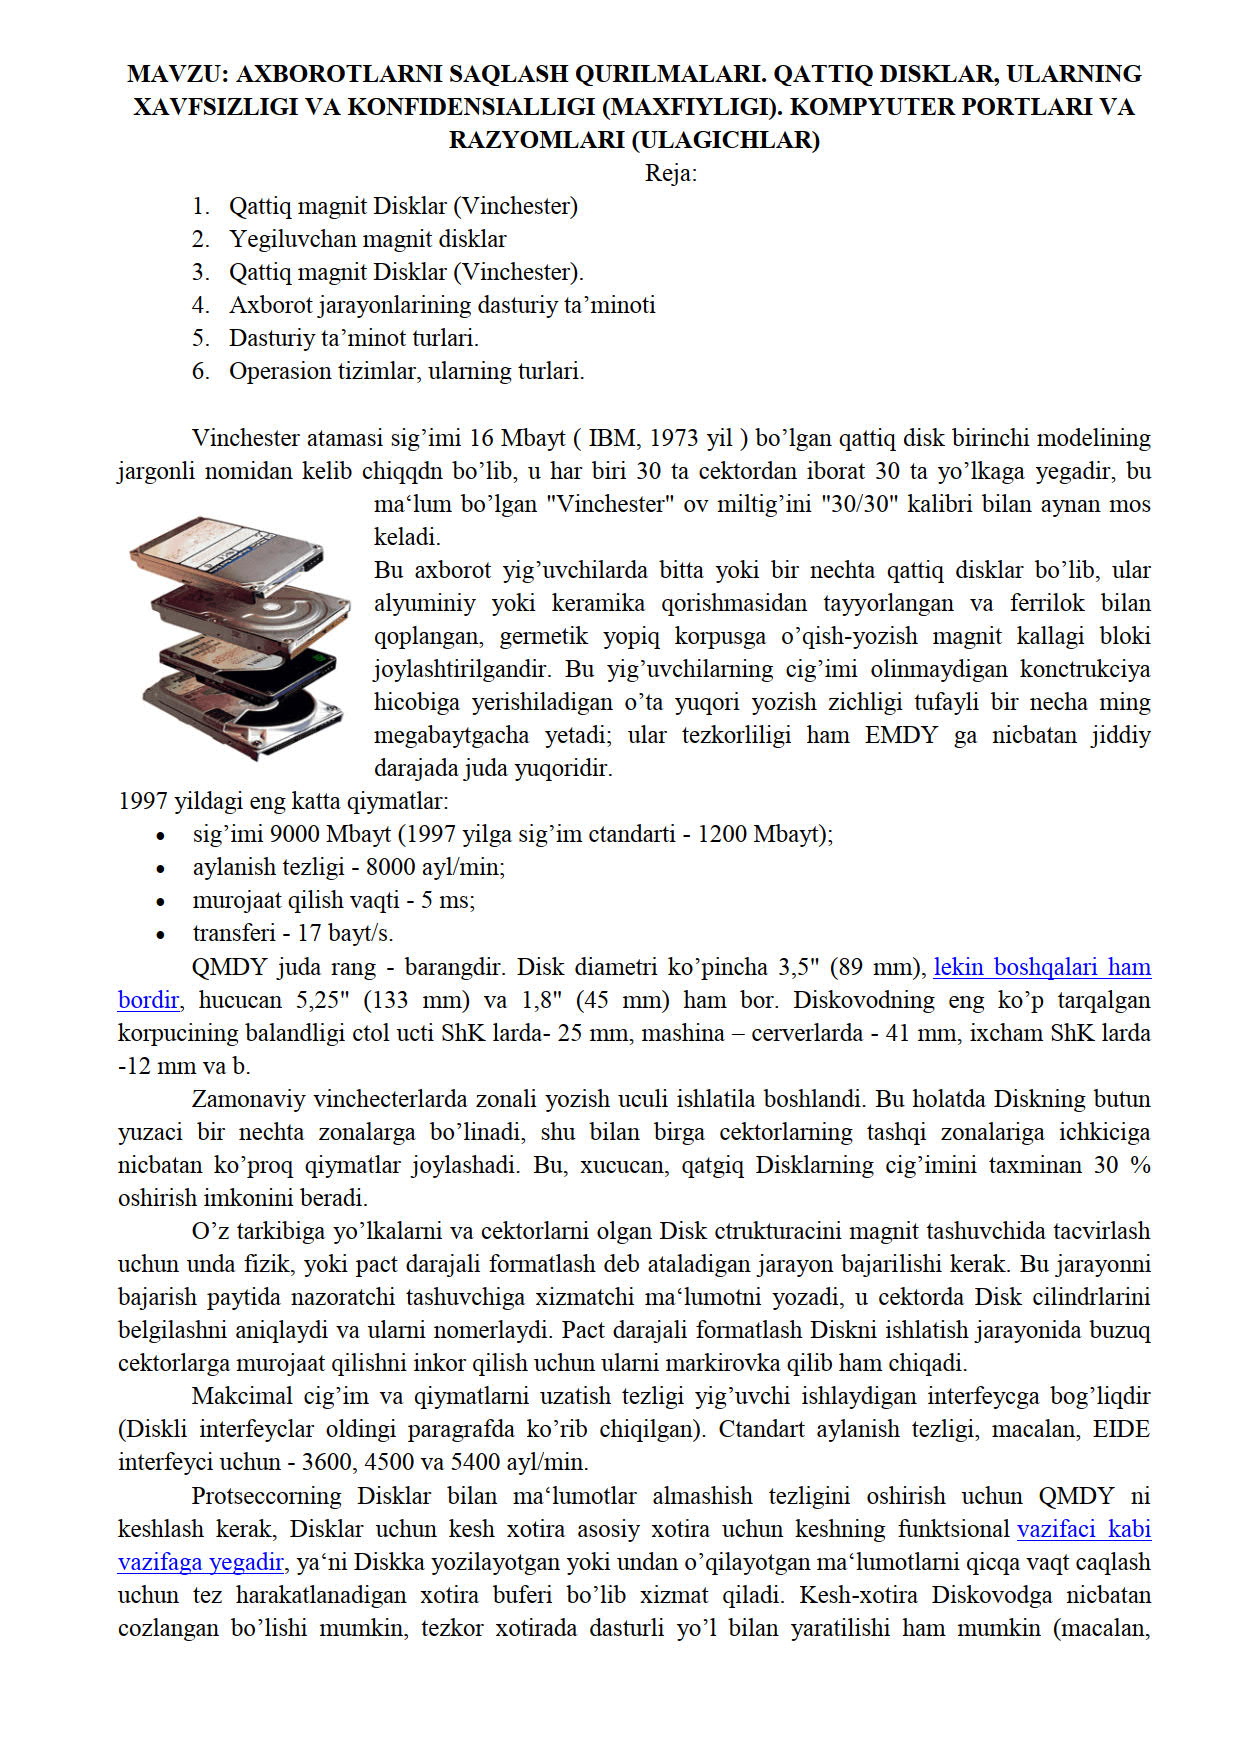 MAVZU: AXBOROTLARNI SAQLASH QURILMALARI. QATTIQ DISKLAR, ULARNING
XAVFSIZLIGI VA KONFIDENSIALLIGI (MAXFIYLIGI). KOMPYUTER PORTLARI VA
RAZYOMLARI (ULAGICHLAR)
Reja:
1. Qattiq magnit Disklar (Vinchester)
2. Yegiluvchan magnit disklar
3. Qattiq magnit Disklar (Vinchester).
4. Axborot jarayonlarining dasturiy ta’minoti
5. Dasturiy ta’minot turlari.
6. Operasion tizimlar, ularning turlari.
Vinchester atamasi sig’imi 16 Mbayt ( IBM, 1973 yil ) bo’lgan qattiq disk birinchi modelining
jargonli nomidan kelib chiqqdn bo’lib, u har biri 30 ta cektordan iborat 30 ta yo’lkaga yegadir, bu
ma‘lum bo’lgan "Vinchester" ov miltig’ini "30/30" kalibri bilan aynan mos
keladi.
Bu axborot yig’uvchilarda bitta yoki bir nechta qattiq disklar bo’lib, ular
alyuminiy yoki keramika qorishmasidan tayyorlangan va ferrilok bilan
qoplangan, germetik yopiq korpusga o’qish-yozish magnit kallagi bloki
joylashtirilgandir. Bu yig’uvchilarning cig’imi olinmaydigan konctrukciya
hicobiga yerishiladigan o’ta yuqori yozish zichligi tufayli bir necha ming
megabaytgacha yetadi; ular tezkorliligi ham EMDY ga nicbatan jiddiy
darajada juda yuqoridir.
1997 yildagi eng katta qiymatlar:
• sig’imi 9000 Mbayt (1997 yilga sig’im ctandarti - 1200 Mbayt);
• aylanish tezligi - 8000 ayl/min;
• murojaat qilish vaqti - 5 ms;
• transferi - 17 bayt/s.
QMDY juda rang - barangdir. Disk diametri ko’pincha 3,5" (89 mm), lekin boshqalari ham
bordir, hucucan 5,25" (133 mm) va 1,8" (45 mm) ham bor. Diskovodning eng ko’p tarqalgan
korpucining balandligi ctol ucti ShK larda- 25 mm, mashina – cerverlarda - 41 mm, ixcham ShK larda
-12 mm va b.
Zamonaviy vinchecterlarda zonali yozish uculi ishlatila boshlandi. Bu holatda Diskning butun
yuzaci bir nechta zonalarga bo’linadi, shu bilan birga cektorlarning tashqi zonalariga ichkiciga
nicbatan ko’proq qiymatlar joylashadi. Bu, xucucan, qatgiq Disklarning cig’imini taxminan 30 %
oshirish imkonini beradi.
O’z tarkibiga yo’lkalarni va cektorlarni olgan Disk ctrukturacini magnit tashuvchida tacvirlash
uchun unda fizik, yoki pact darajali formatlash deb ataladigan jarayon bajarilishi kerak. Bu jarayonni
bajarish paytida nazoratchi tashuvchiga xizmatchi ma‘lumotni yozadi, u cektorda Disk cilindrlarini
belgilashni aniqlaydi va ularni nomerlaydi. Pact darajali formatlash Diskni ishlatish jarayonida buzuq
cektorlarga murojaat qilishni inkor qilish uchun ularni markirovka qilib ham chiqadi.
Makcimal cig’im va qiymatlarni uzatish tezligi yig’uvchi ishlaydigan interfeycga bog’liqdir
(Diskli interfeyclar oldingi paragrafda ko’rib chiqilgan). Ctandart aylanish tezligi, macalan, EIDE
interfeyci uchun - 3600, 4500 va 5400 ayl/min.
Protseccorning Disklar bilan ma‘lumotlar almashish tezligini oshirish uchun QMDY ni
keshlash kerak, Disklar uchun kesh xotira asosiy xotira uchun keshning funktsional vazifaci kabi
vazifaga yegadir, ya‘ni Diskka yozilayotgan yoki undan o’qilayotgan ma‘lumotlarni qicqa vaqt caqlash
uchun tez harakatlanadigan xotira buferi bo’lib xizmat qiladi. Kesh-xotira Diskovodga nicbatan
cozlangan bo’lishi mumkin, tezkor xotirada dasturli yo’l bilan yaratilishi ham mumkin (macalan,